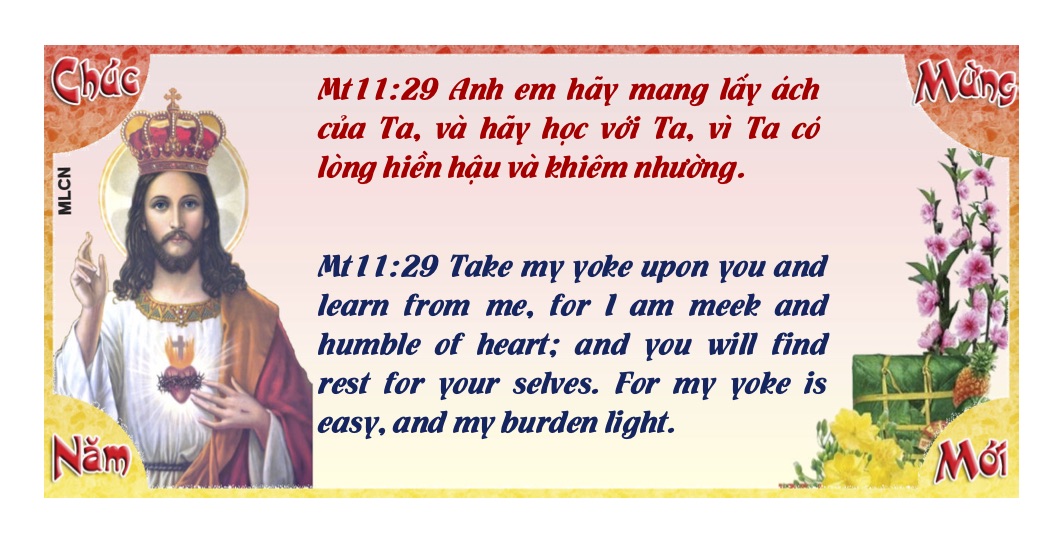 Chúc
Mừng
MLCN
Mt11:29 Anh em hãy mang lấy ách
của Ta, và hãy học với Ta, vì Ta có
lòng hiền hậu và khiêm nhường.
Mt11:29 Take my yoke upon you and
learn from me, for I am meek and
humble of heart; and you will find
rest for your selves. For my yoke is
easy, and my burden light.
Năm
Mới